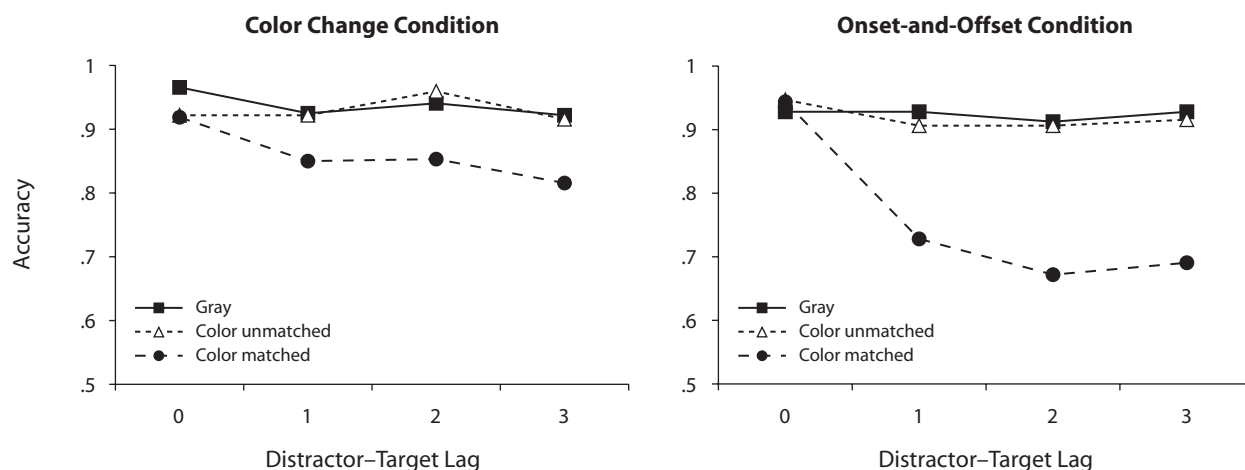 Color Change Condition
1
.9
.8
.7
.6
.5
Accuracy
Gray
Color unmatched
Color matched
0 1 2 3
Distractor–Target Lag
Onset-and-Offset Condition
1
.9
.8
.7
.6
.5
Gray
Color unmatched
Color matched
0 1 2 3
Distractor–Target Lag